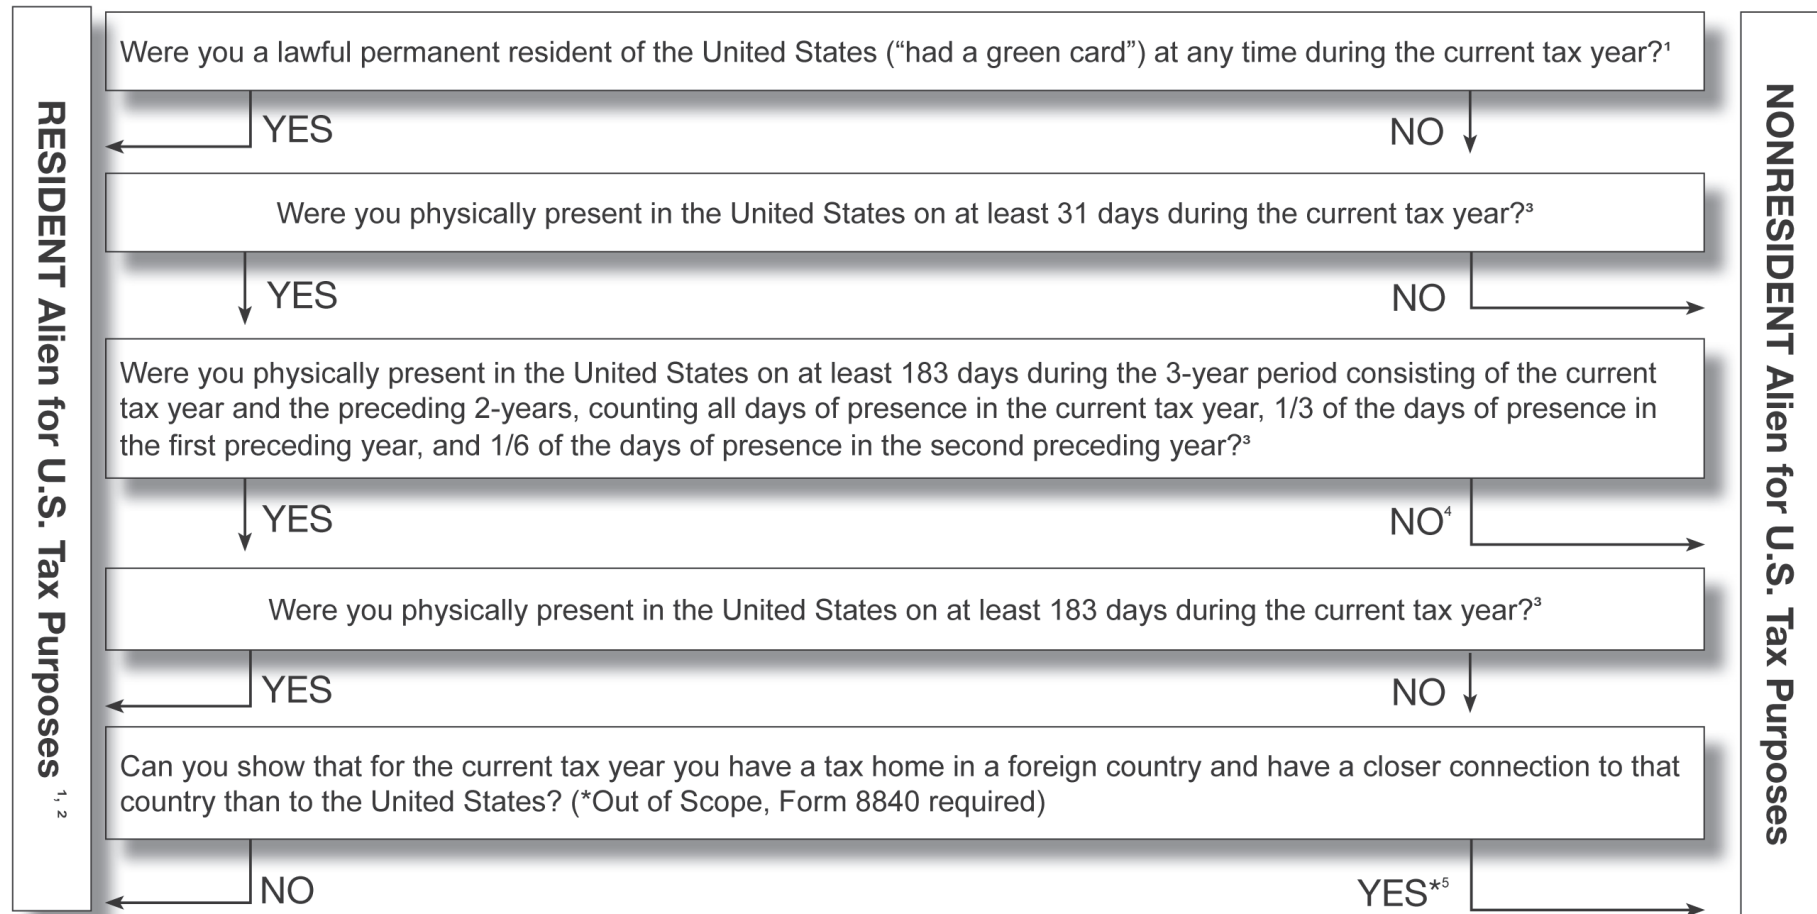 RESIDENT Alien for U.S. Tax Purposes ¹, ²
Were you a lawful permanent resident of the United States (“had a green card”) at any time during the current tax year?¹
YES
NO
Were you physically present in the United States on at least 31 days during the current tax year?³
YES
NO
Were you physically present in the United States on at least 183 days during the 3-year period consisting of the current
tax year and the preceding 2-years, counting all days of presence in the current tax year, 1/3 of the days of presence in
the first preceding year, and 1/6 of the days of presence in the second preceding year?³
YES
NO⁴
Were you physically present in the United States on at least 183 days during the current tax year?³
YES
NO
Can you show that for the current tax year you have a tax home in a foreign country and have a closer connection to that
country than to the United States? (*Out of Scope, Form 8840 required)
NO
YES*⁵
NONRESIDENT Alien for U.S. Tax Purposes